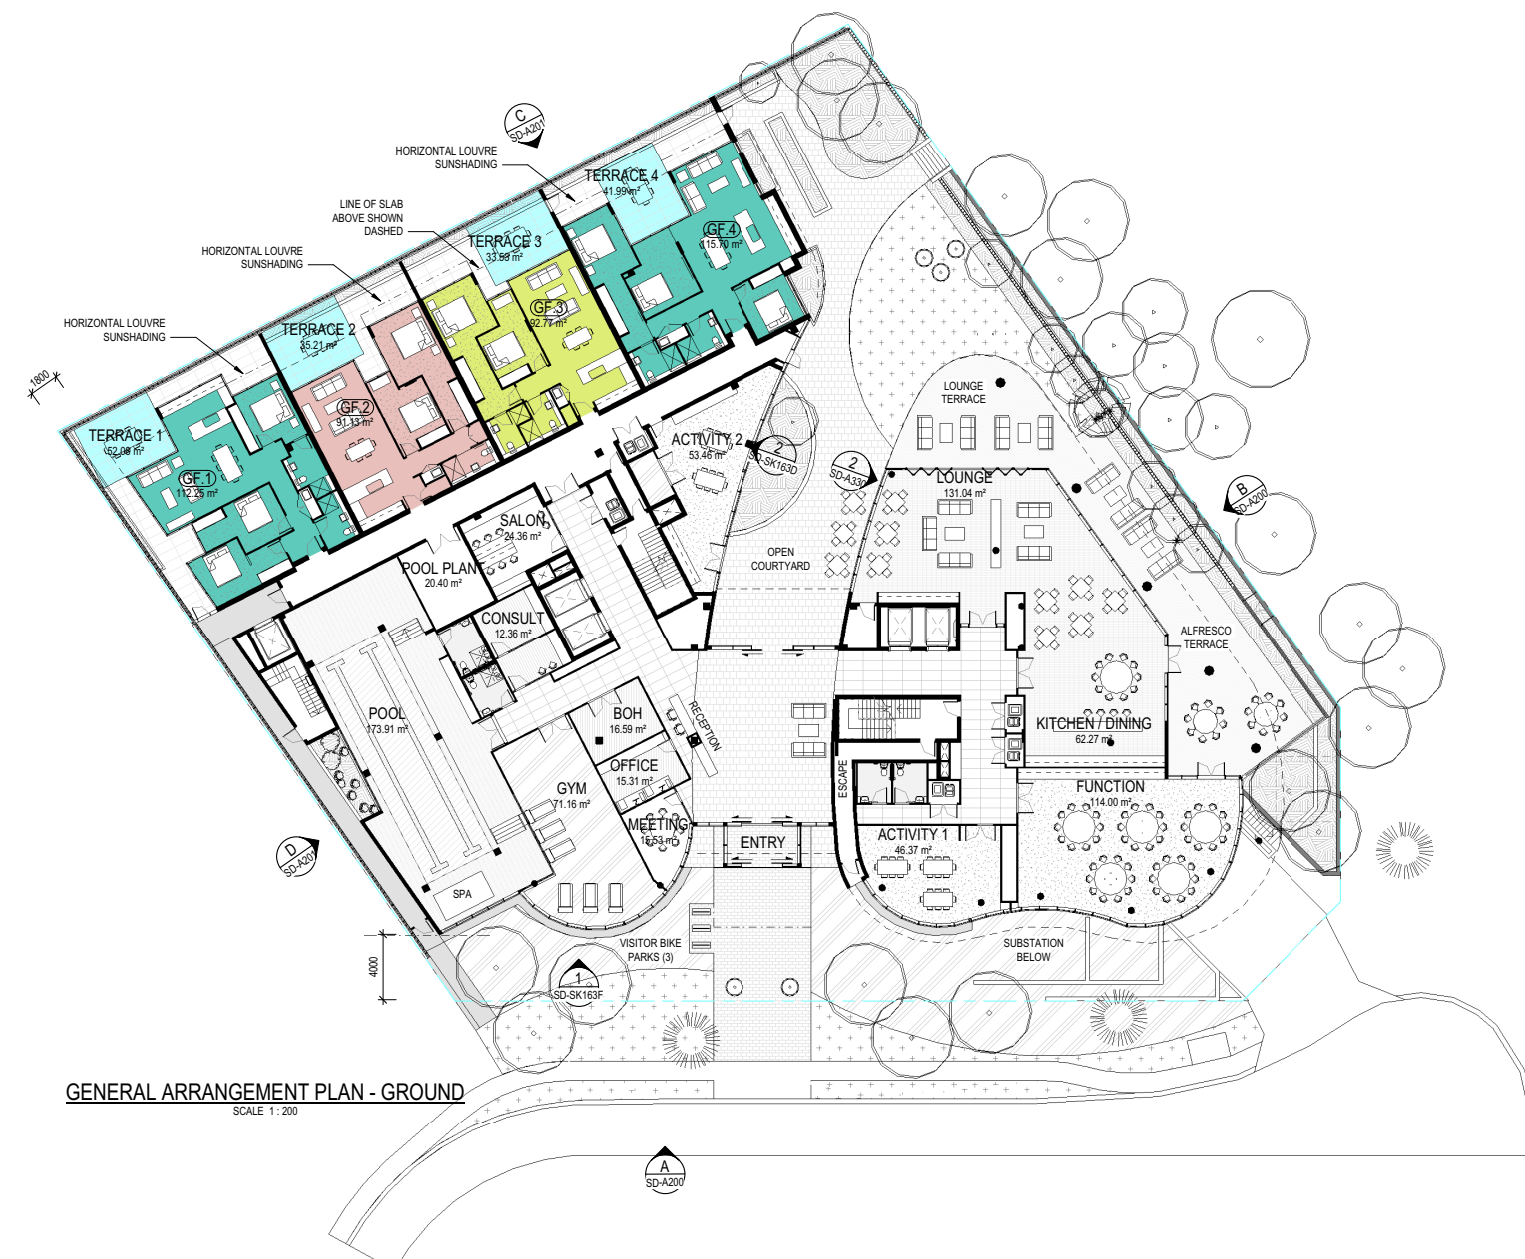 C
SD-A201
HORIZONTAL LOUVRE
SUNSHADING
TERRACE 4
41.99 m²
LINE OF SLAB
ABOVE SHOWN
DASHED
GF.4
115.70 m²
TERRACE 3
33.59 m²
HORIZONTAL LOUVRE
SUNSHADING
GF.3
92.77 m²
HORIZONTAL LOUVRE
SUNSHADING
TERRACE 2
35.21 m²
1800
LOUNGE
TERRACE
GF.2
91.13 m²
TERRACE 1
52.09 m²
ACTIVITY 2
53.46 m²
2
SD-SK163D
2
SD-A330
GF.1
112.25 m²
LOUNGE
131.04 m²
B
SD-A200
SALON
24.36 m²
OPEN
COURTYARD
POOL PLANT
20.40 m²
CONSULT
12.36 m²
ALFRESCO
TERRACE
POOL
173.91 m²
BOH
16.59 m²
RECEPTION
KITCHEN / DINING
62.27 m²
OFFICE
15.31 m²
ESCAPE
GYM
71.16 m²
FUNCTION
114.00 m²
MEETING
15.53 m²
ENTRY
ACTIVITY 1
46.37 m²
D
SD-A201
SPA
VISITOR BIKE
PARKS (3)
SUBSTATION
BELOW
4000
1
SD-SK163F
GENERAL ARRANGEMENT PLAN - GROUND
SCALE 1 : 200
A
SD-A200